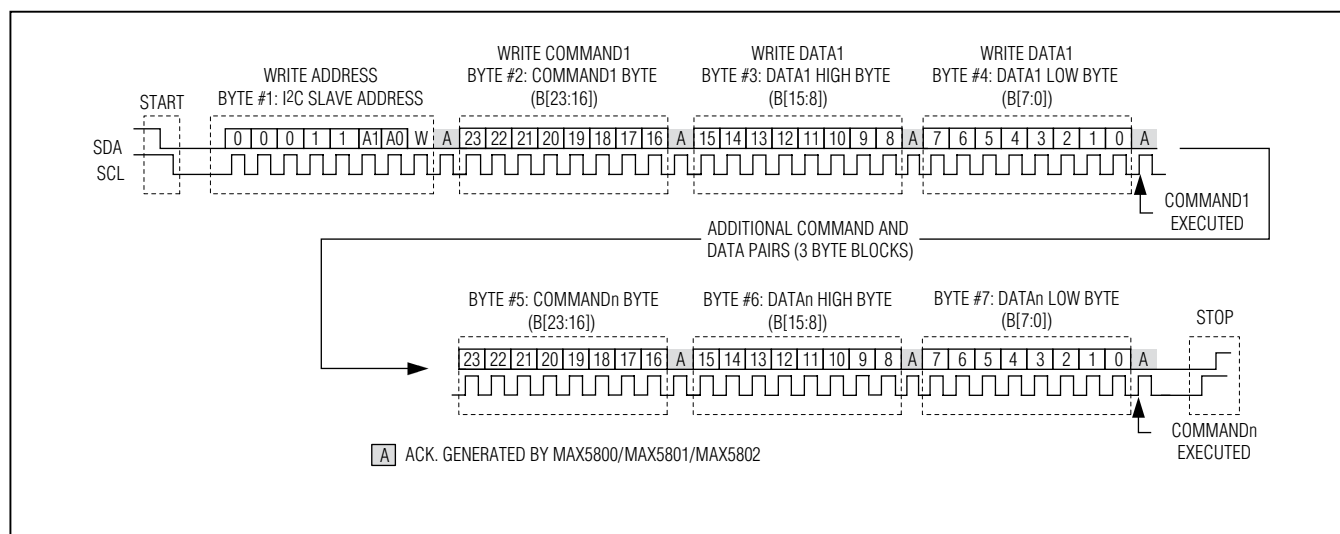 WRITE ADDRESS
BYTE #1: I²C SLAVE ADDRESS
WRITE COMMAND1
BYTE #2: COMMAND1 BYTE
(B[23:16])
WRITE DATA1
BYTE #3: DATA1 HIGH BYTE
(B[15:8])
WRITE DATA1
BYTE #4: DATA1 LOW BYTE
(B[7:0])
START
SDA
SCL
0 0 0 1 1 A1 A0 W A 23 22 21 20 19 18 17 16 A 15 14 13 12 11 10 9 8 A 7 6 5 4 3 2 1 0 A
COMMAND1
EXECUTED
ADDITIONAL COMMAND AND
DATA PAIRS (3 BYTE BLOCKS)
BYTE #5: COMMANDn BYTE
(B[23:16])
BYTE #6: DATAn HIGH BYTE
(B[15:8])
BYTE #7: DATAn LOW BYTE
(B[7:0])
STOP
23 22 21 20 19 18 17 16 A 15 14 13 12 11 10 9 8 A 7 6 5 4 3 2 1 0 A
COMMANDn
EXECUTED
A ACK. GENERATED BY MAX5800/MAX5801/MAX5802